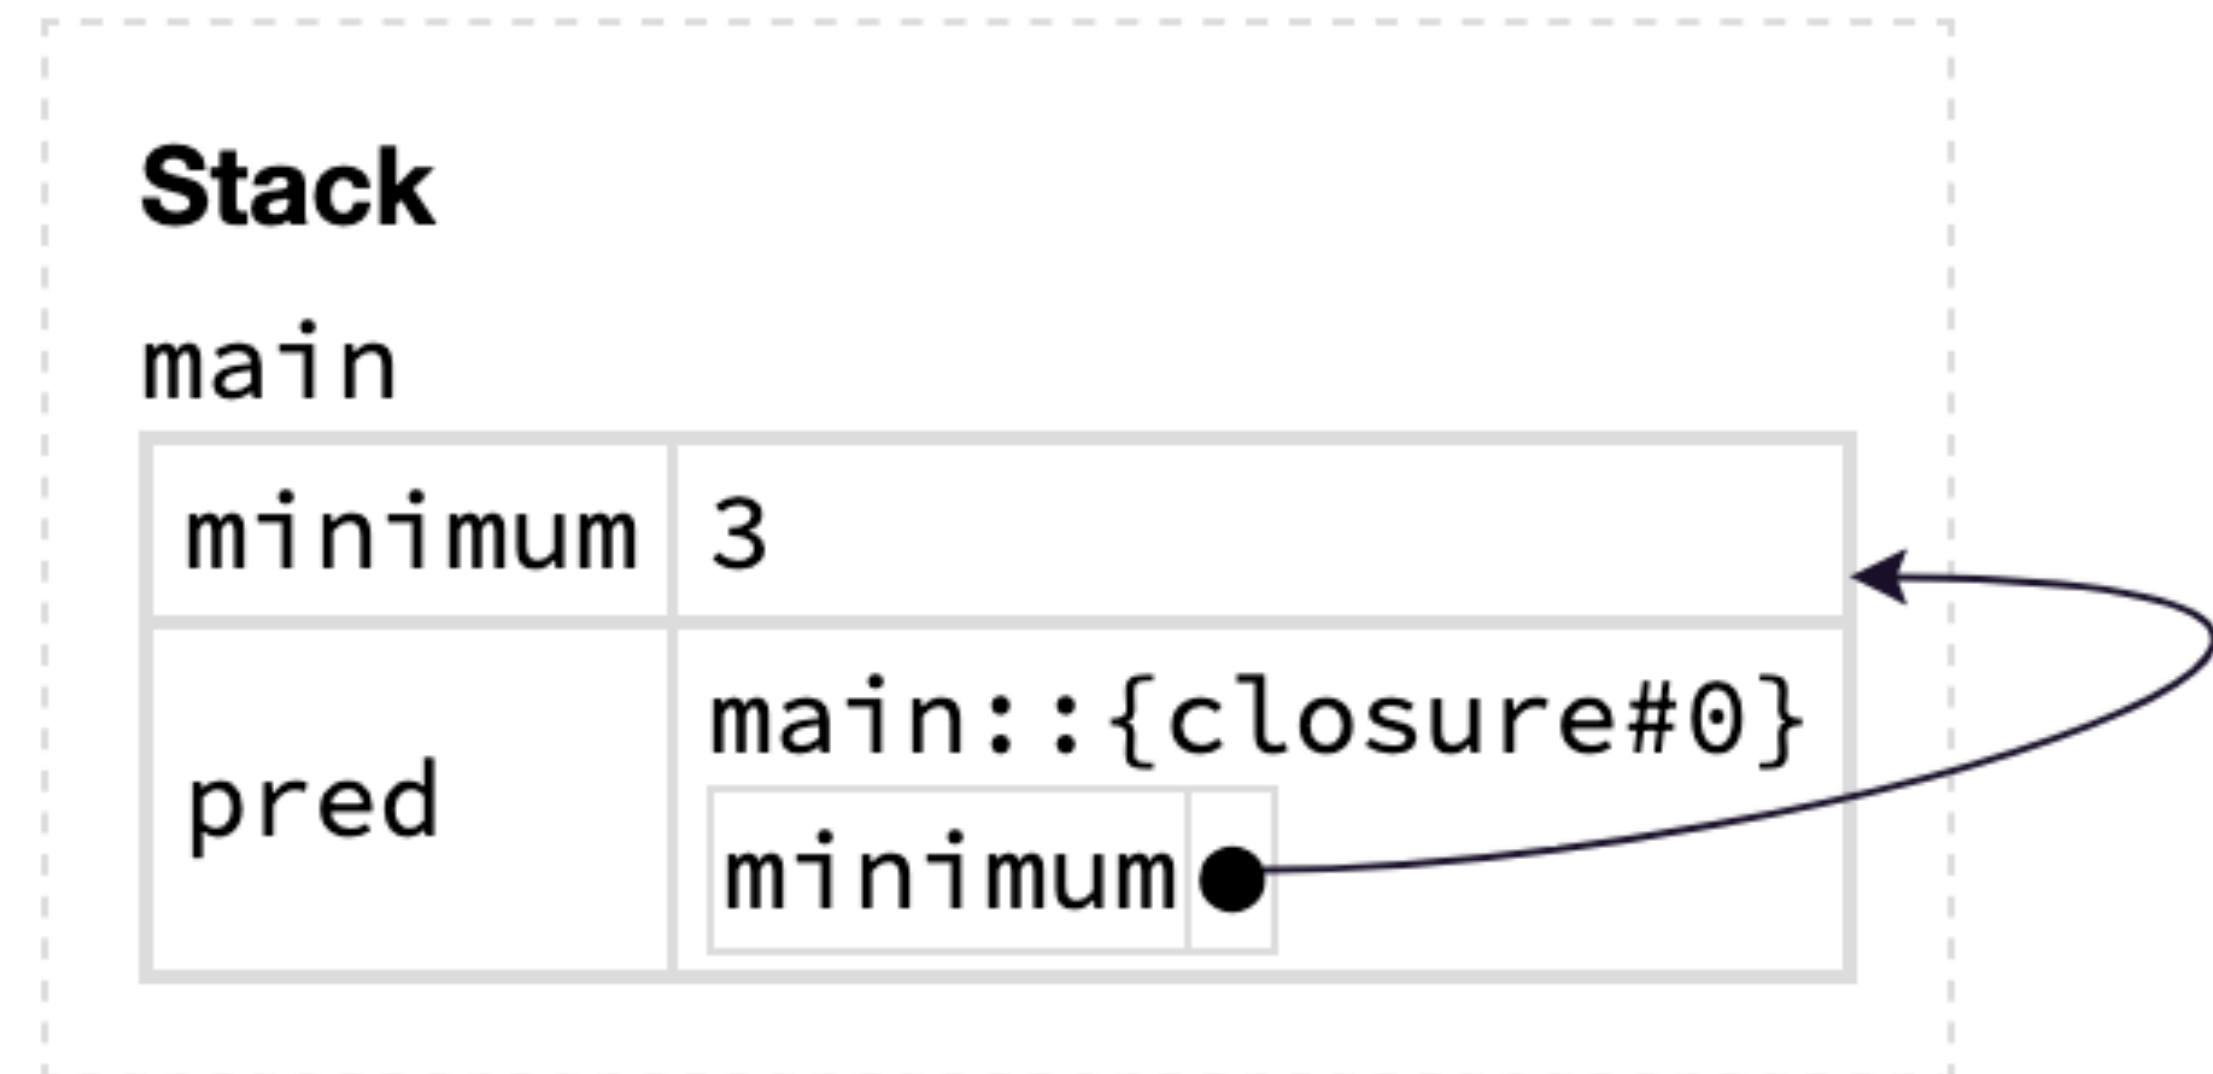 Stack
main
minimum 3
main::{closure#0}
pred
minimum